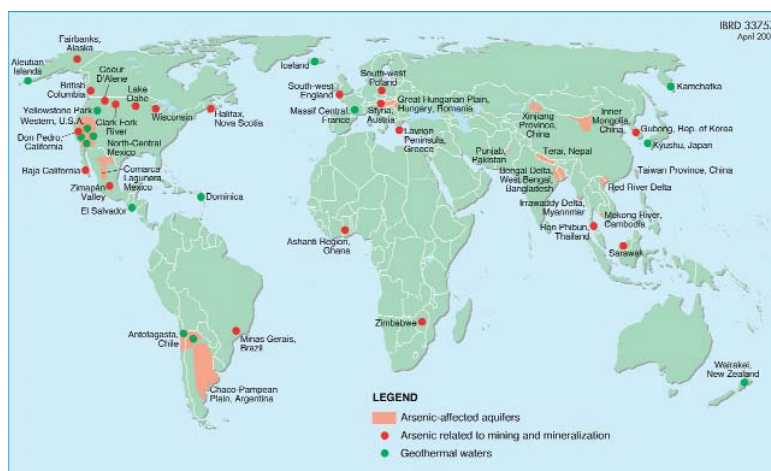 IBRD 33753
April 200
Fairbanks,
Alaska
Aleutian
Islands
Coeur
D'Alene
British
Columbia
Lake
Oahe
Yellowstone Park
Western, U.S.A.
Clark Fork
River
Wisconsin
Halifax,
Nova Scotia
Don Pedro,
California
North-Central
Mexico
Baja California
Comarca
Lagunera,
Mexico
Zimapán
Valley
El Salvador
Dominica
Antofagasta,
Chile
Minas Gerais,
Brazil
Chaco-Pampean
Plain, Argentina
Iceland
South-west
England
South-west
Poland
Massif Central,
France
Styria,
Austria
Great Hungarian Plain,
Hungary, Romania
Lavrion
Peninsula,
Greece
Ashanti Region,
Ghana
Zimbabwe
Kamchatka
Xinjiang
Province,
China
Inner
Mongolia,
China
Gubong, Rep. of Korea
Kyushu, Japan
Punjab,
Pakistan
Terai, Nepal
Taiwan Province, China
Bengal Delta,
West Bengal,
Bangladesh
Red River Delta
Irrawaddy Delta,
Myannmar
Mekong River,
Cambodia
Ron Phibun,
Thailand
Sarawak
Wairakei,
New Zealand
LEGEND
Arsenic-affected aquifers
Arsenic related to mining and mineralization
Geothermal waters